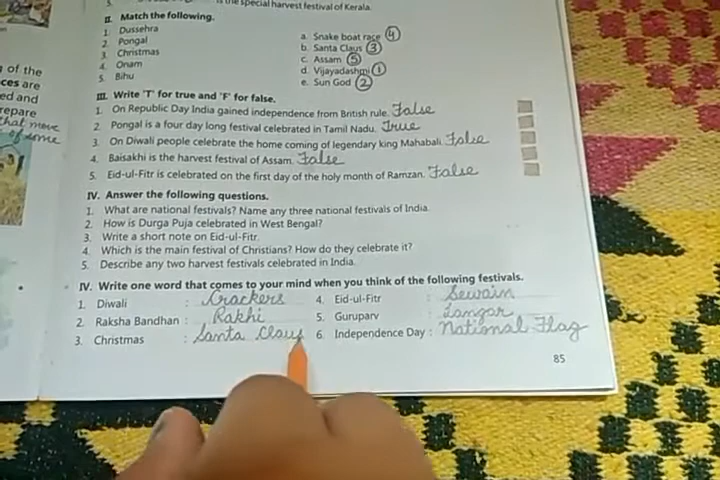 is the special harvest festival of Kerala.
II. Match the following.
1. Dussehra
2. Pongal
3. Christmas
4. Onam
5. Bihu
a. Snake boat race 4
b. Santa Claus 3
c. Assam 5
d. Vijayadashmi 1
e. Sun God 2
of the
ces are
ed and
repare
that move
of some
III. Write 'T' for true and 'F' for false.
1. On Republic Day India gained independence from British rule. False
2. Pongal is a four day long festival celebrated in Tamil Nadu. True
3. On Diwali people celebrate the home coming of legendary king Mahabali. False
4. Baisakhi is the harvest festival of Assam. False
5. Eid-ul-Fitr is celebrated on the first day of the holy month of Ramzan. False
IV. Answer the following questions.
1. What are national festivals? Name any three national festivals of India.
2. How is Durga Puja celebrated in West Bengal?
3. Write a short note on Eid-ul-Fitr.
4. Which is the main festival of Christians? How do they celebrate it?
5. Describe any two harvest festivals celebrated in India.
IV. Write one word that comes to your mind when you think of the following festivals.
1. Diwali : Crackers 4. Eid-ul-Fitr : Sewain
2. Raksha Bandhan : Rakhi 5. Guruparv : Langar
3. Christmas : Santa Claus 6. Independence Day : National Flag
85